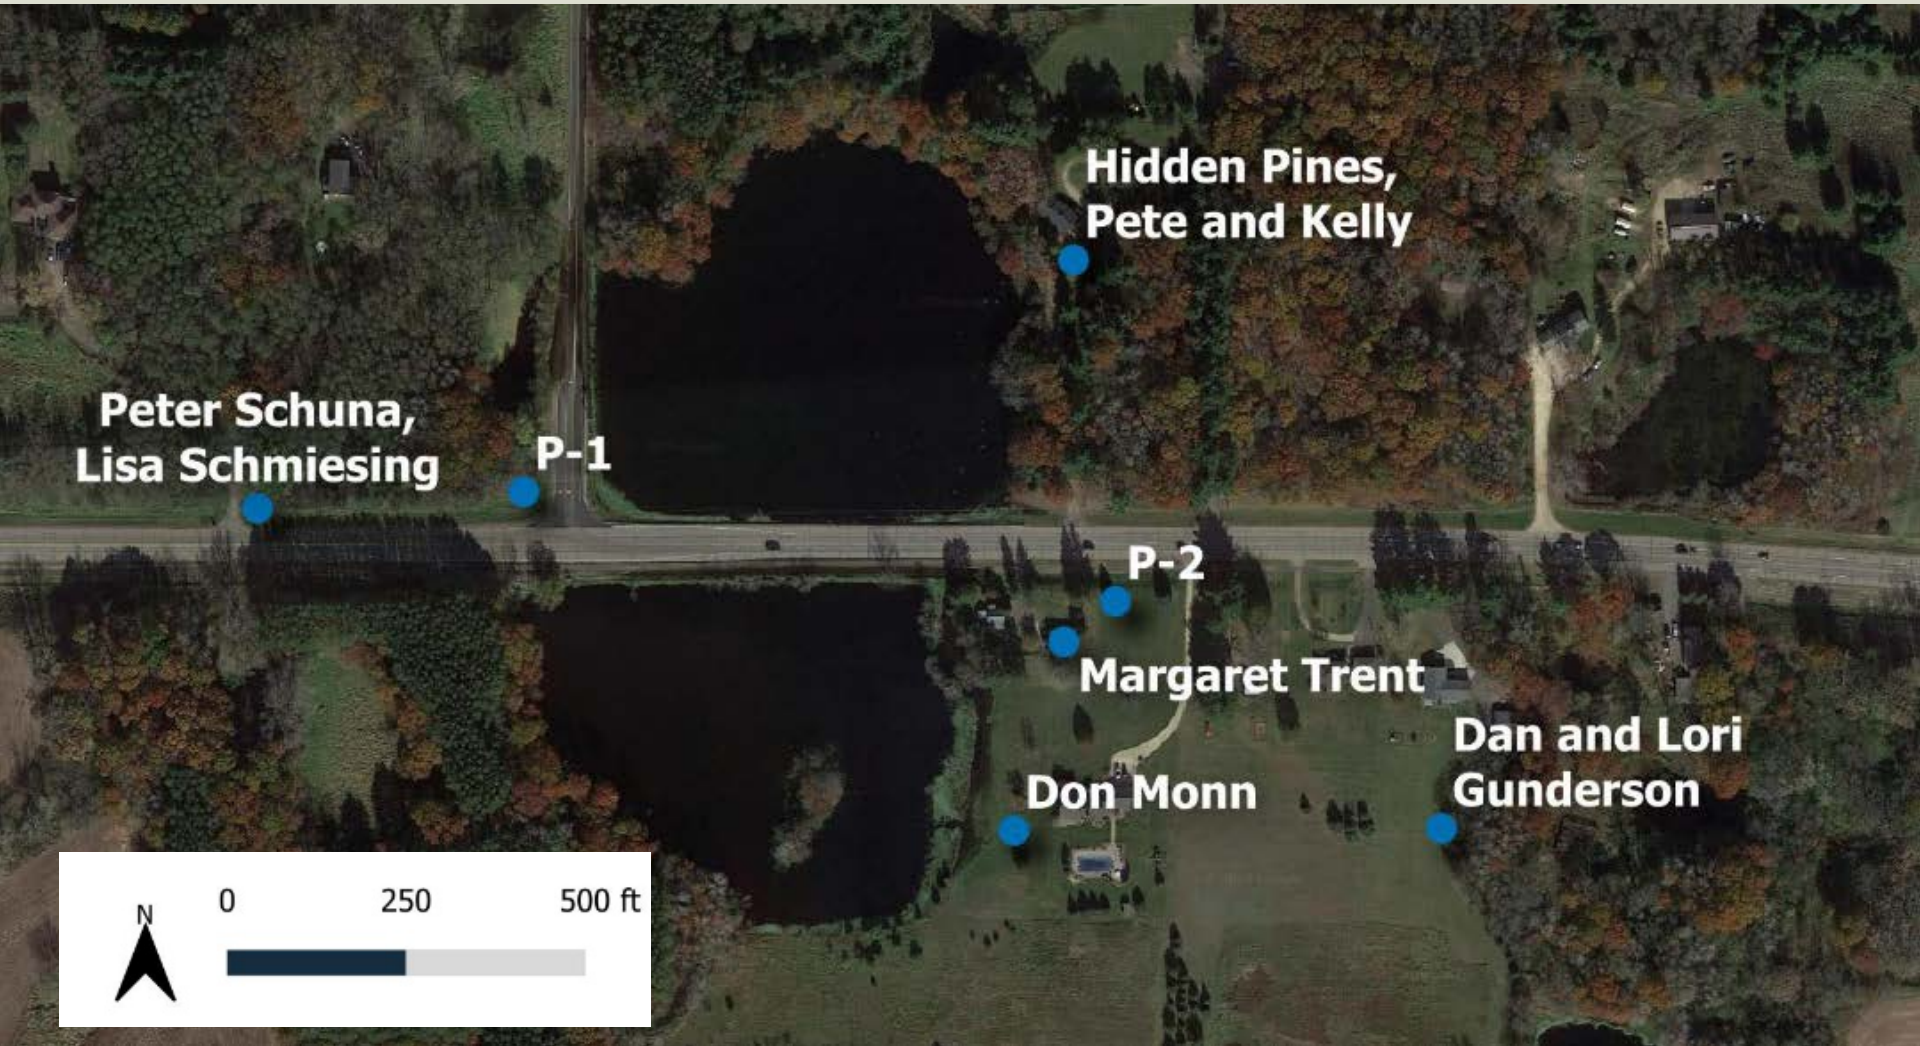 Hidden Pines,
Pete and Kelly
Peter Schuna,
Lisa Schmiesing
P-1
P-2
Margaret Trent
Dan and Lori
Gunderson
Don Monn
N
0 250 500 ft